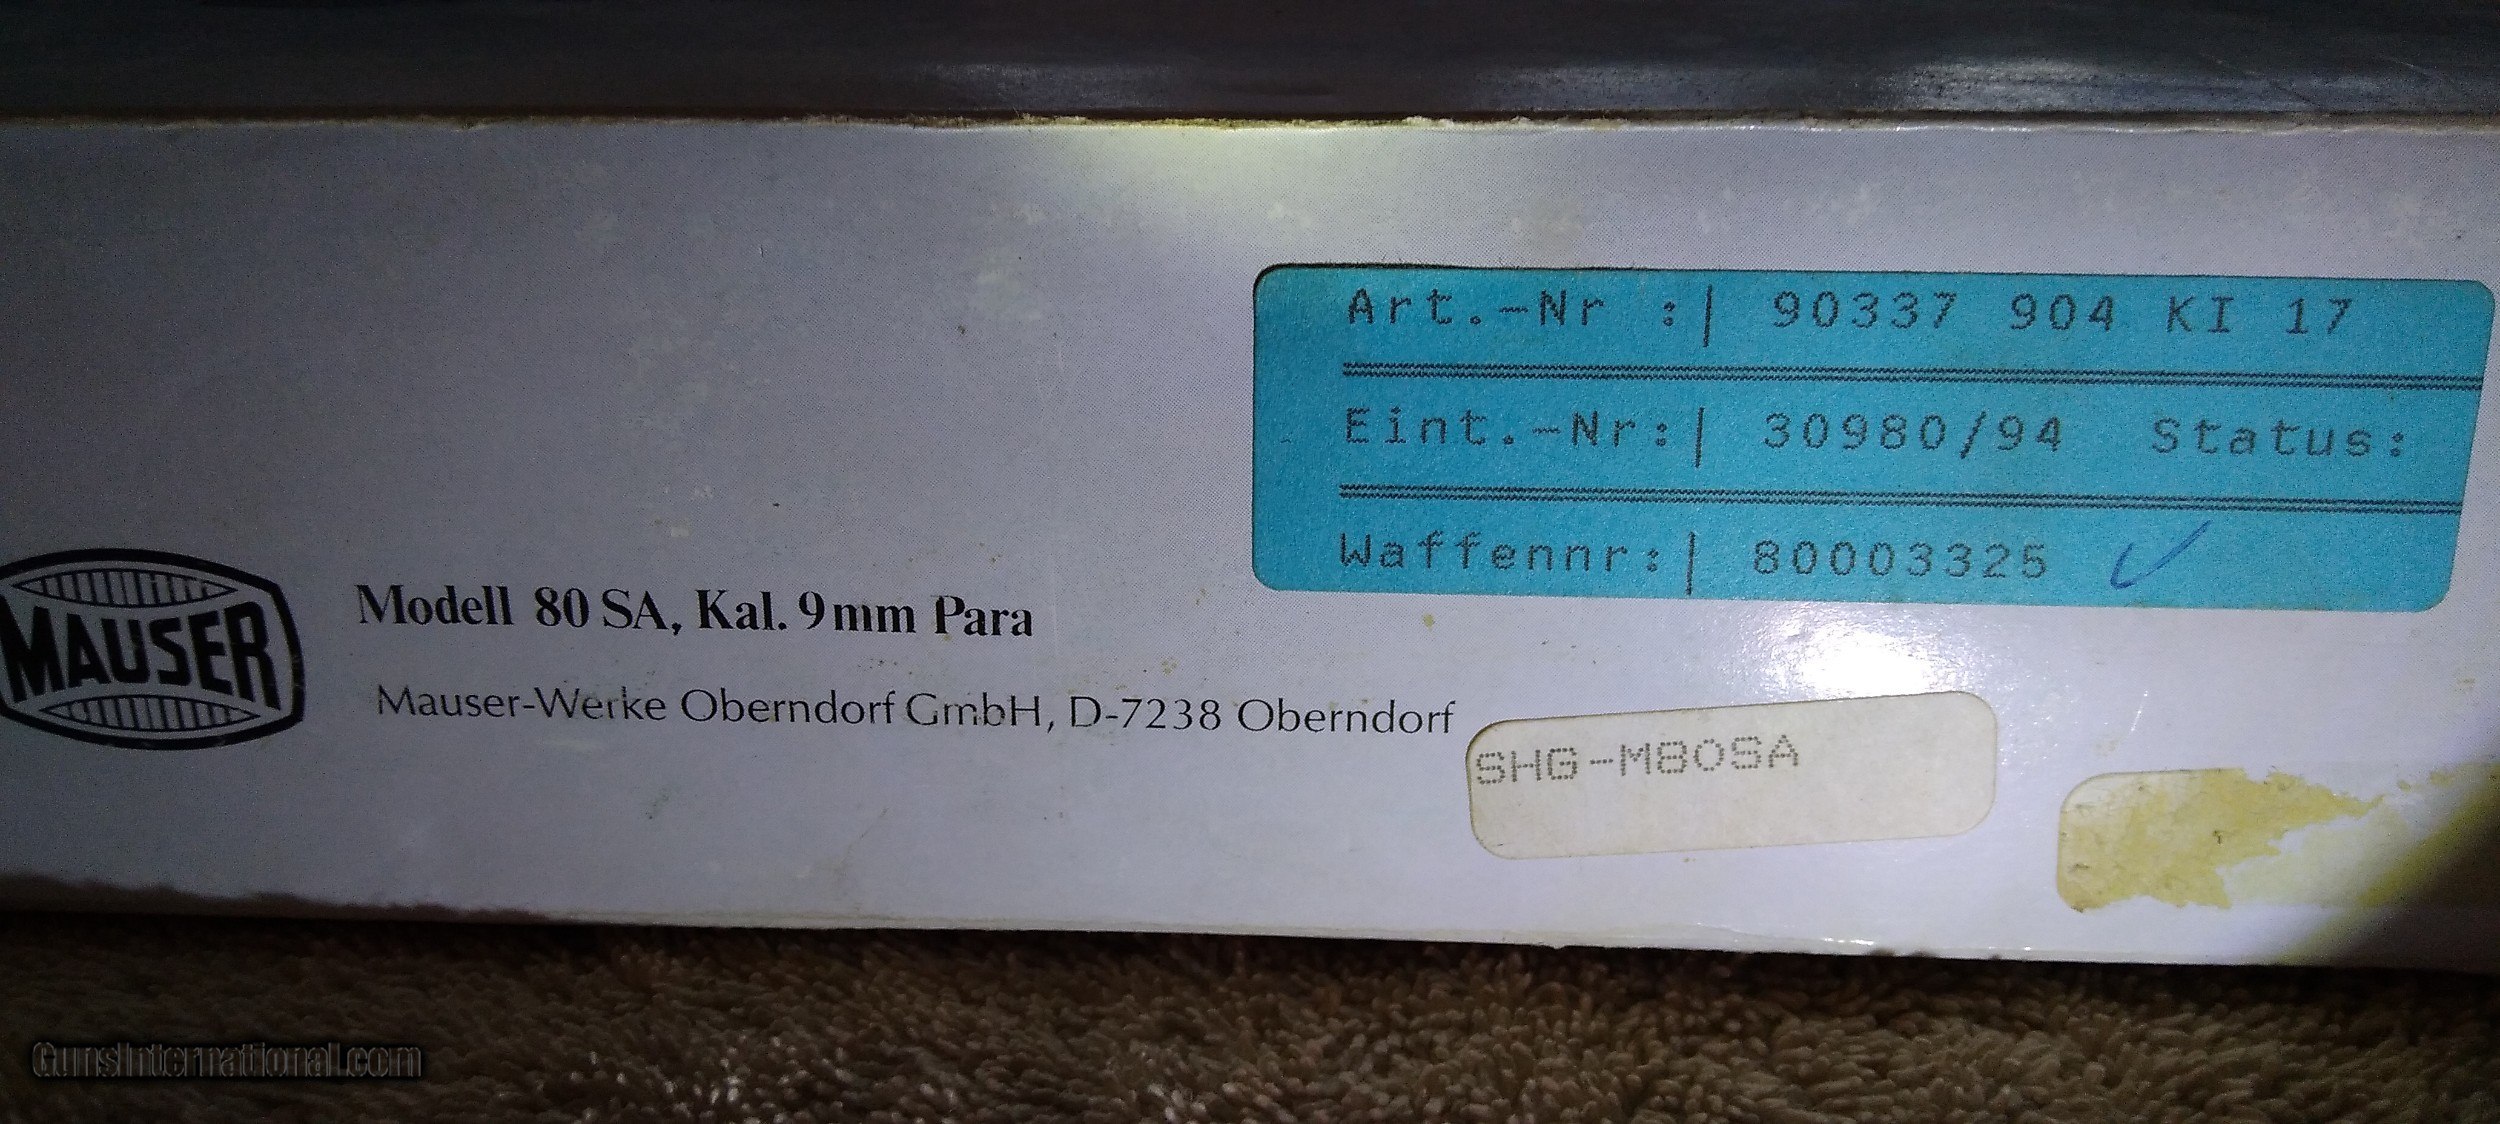 Art.-Nr :| 90337 904 KI 17
Eint.-Nr:| 30980/94 Status:
Waffennr:| 80003325
MAUSER
Modell 80 SA, Kal. 9mm Para
Mauser-Werke Oberndorf GmbH, D-7238 Oberndorf
SHG-M80SA
GunsInternational.com